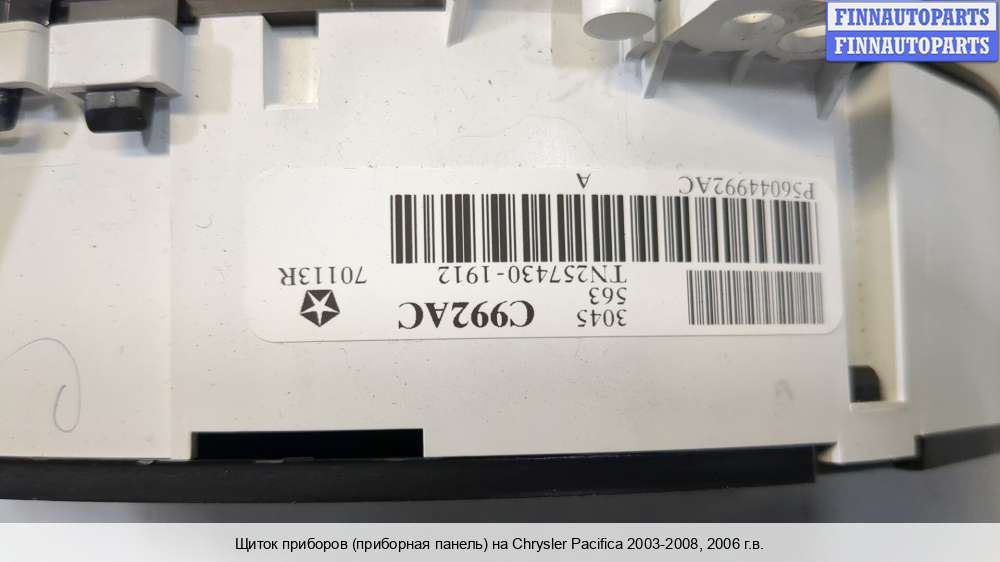 FINNAUTOPARTS
FINNAUTOPARTS
3045
563
C992AC
TN257430-1912
70113R
P56044992AC
A
Щиток приборов (приборная панель) на Chrysler Pacifica 2003-2008, 2006 г.в.